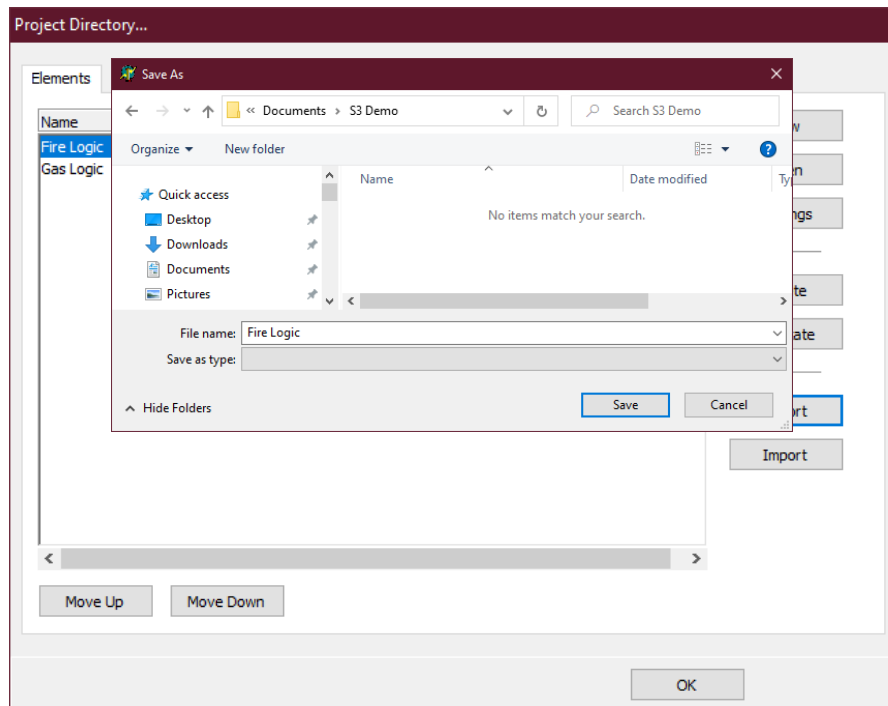 Project Directory...
Elements
Save As
« Documents > S3 Demo
Search S3 Demo
Name
Organize
New folder
Fire Logic
Gas Logic
Name
Date modified
Quick access
No items match your search.
Desktop
Downloads
Documents
Pictures
File name: Fire Logic
Save as type:
Hide Folders
Save
Cancel
Import
Move Up
Move Down
OK